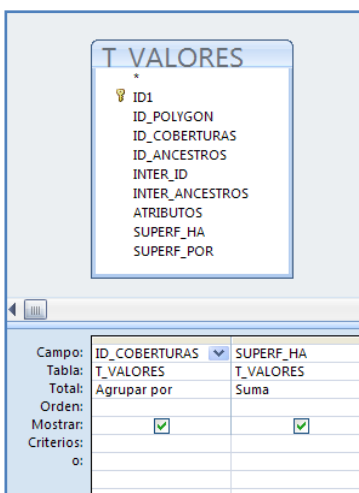 T_VALORES
*
ID1
ID_POLYGON
ID_COBERTURAS
ID_ANCESTROS
INTER_ID
INTER_ANCESTROS
ATRIBUTOS
SUPERF_HA
SUPERF_POR
Campo: ID_COBERTURAS SUPERF_HA
Tabla: T_VALORES T_VALORES
Total: Agrupar por Suma
Orden:
Mostrar:
Criterios:
o: